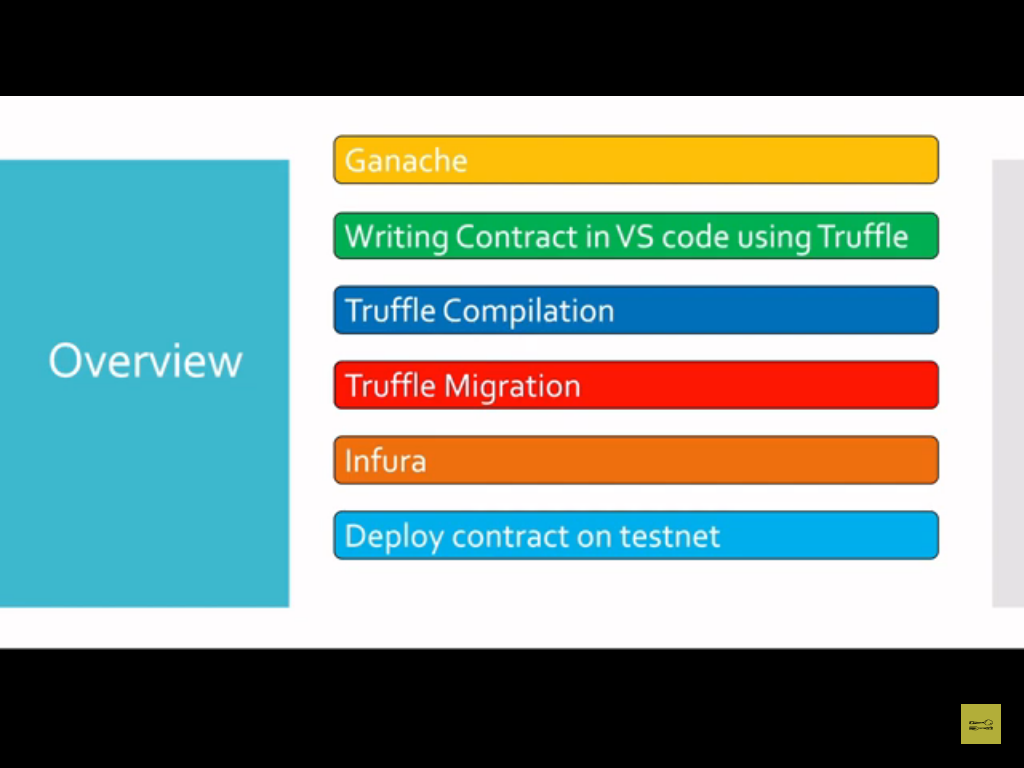 Overview
Ganache
Writing Contract in VS code using Truffle
Truffle Compilation
Truffle Migration
Infura
Deploy contract on testnet